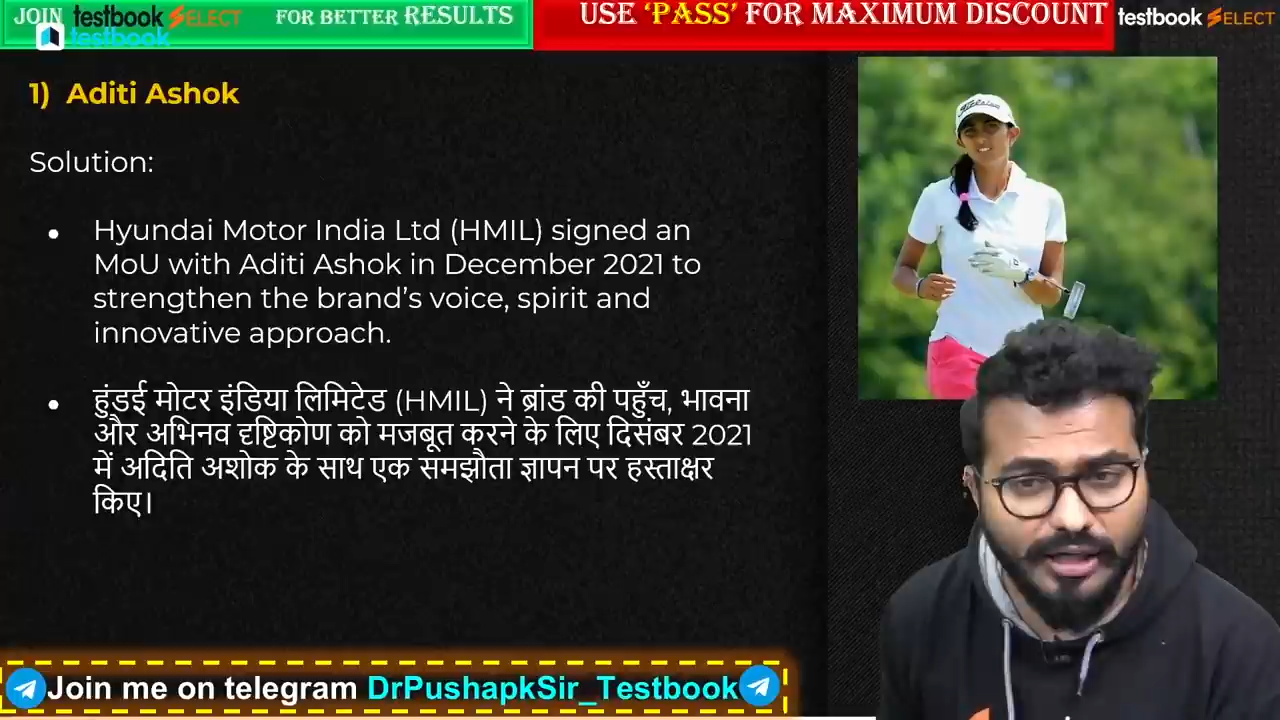 JOIN testbook SELECT FOR BETTER RESULTS
USE ‘PASS’ FOR MAXIMUM DISCOUNT testbook SELECT
testbook
1) Aditi Ashok
Solution:
• Hyundai Motor India Ltd (HMIL) signed an
MoU with Aditi Ashok in December 2021 to
strengthen the brand’s voice, spirit and
innovative approach.
• हुंडई मोटर इंडिया लिमिटेड (HMIL) ने ब्रांड की पहुँच, भावना
और अभिनव दृष्टिकोण को मजबूत करने के लिए दिसंबर 2021
में अदिति अशोक के साथ एक समझौता ज्ञापन पर हस्ताक्षर
किए।
Titleist
Join me on telegram DrPushapkSir_Testbook